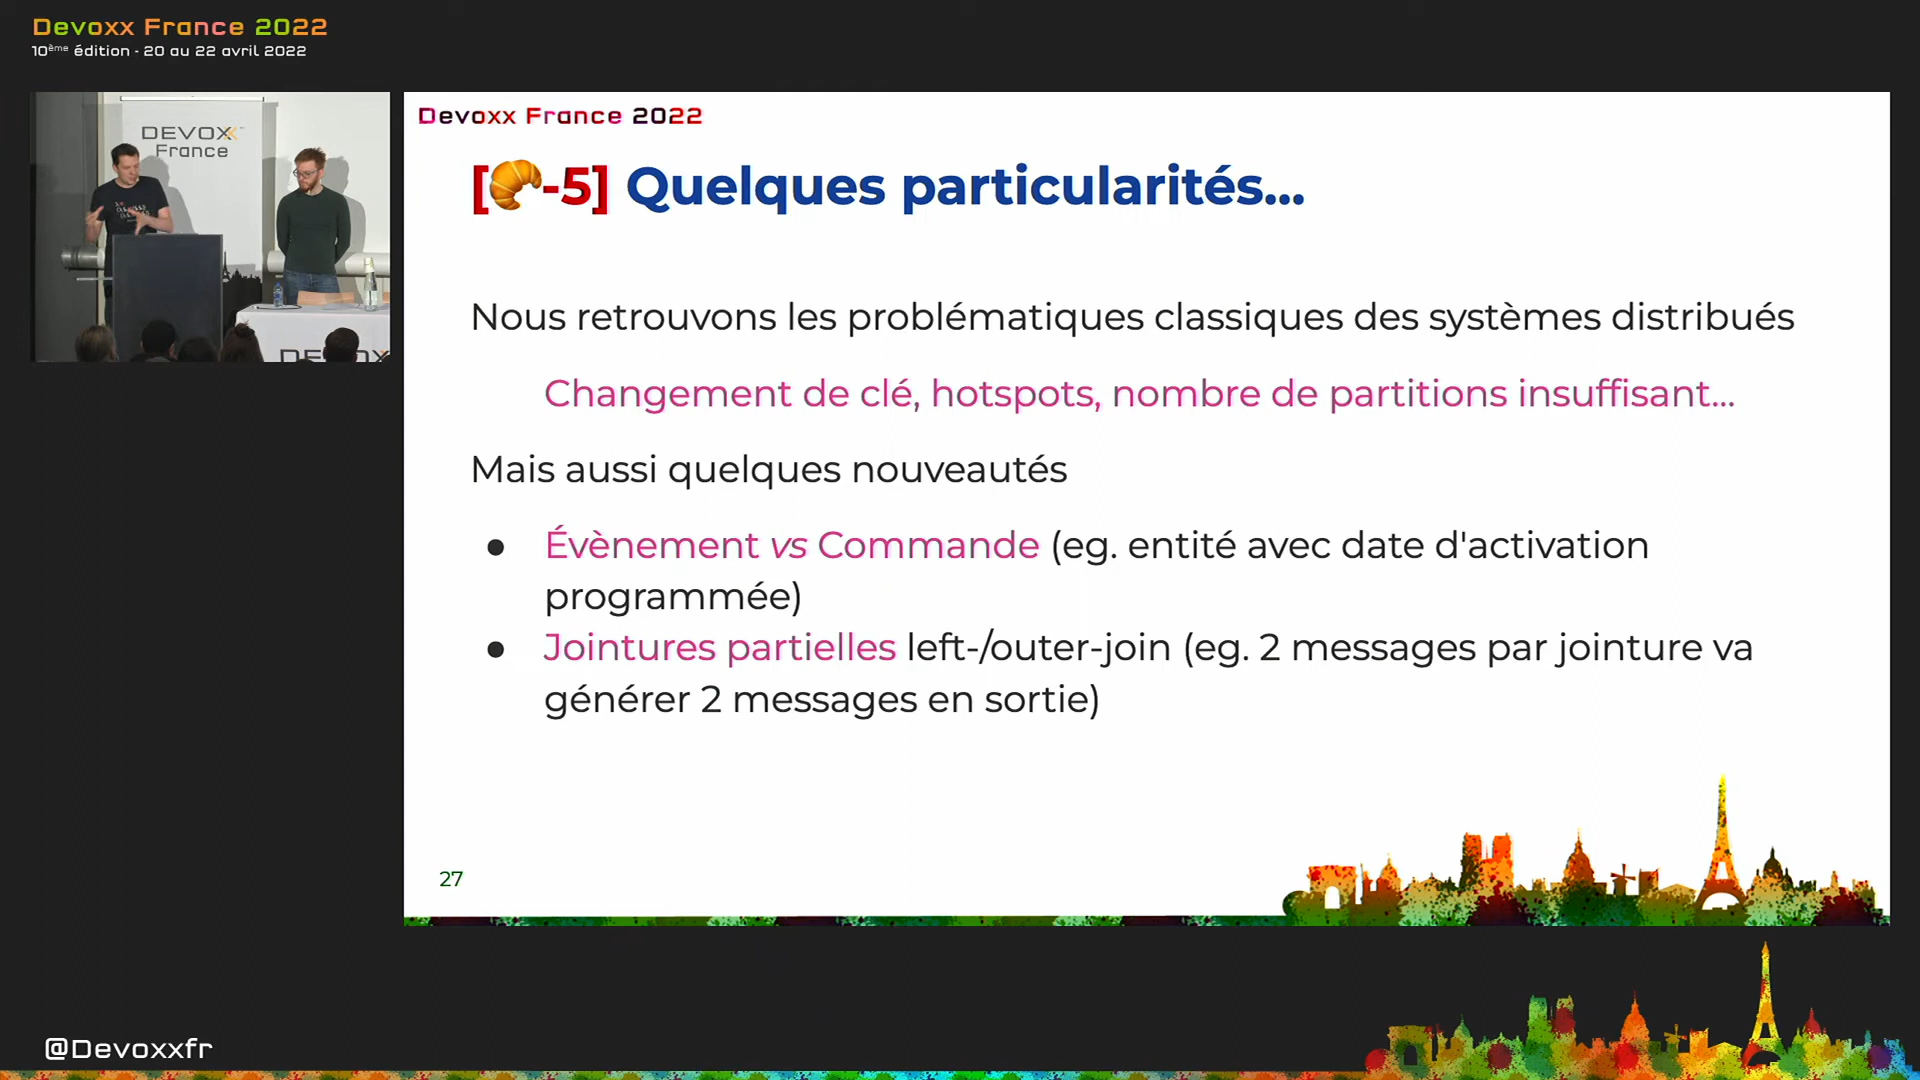 Devoxx France 2022
10ème édition - 20 au 22 avril 2022
DEVOXX
France
DEVOX
Devoxx France 2022
[🥐-5] Quelques particularités...
Nous retrouvons les problématiques classiques des systèmes distribués
Changement de clé, hotspots, nombre de partitions insuffisant...
Mais aussi quelques nouveautés
● Évènement vs Commande (eg. entité avec date d'activation
programmée)
● Jointures partielles left-/outer-join (eg. 2 messages par jointure va
générer 2 messages en sortie)
27
@Devoxxfr